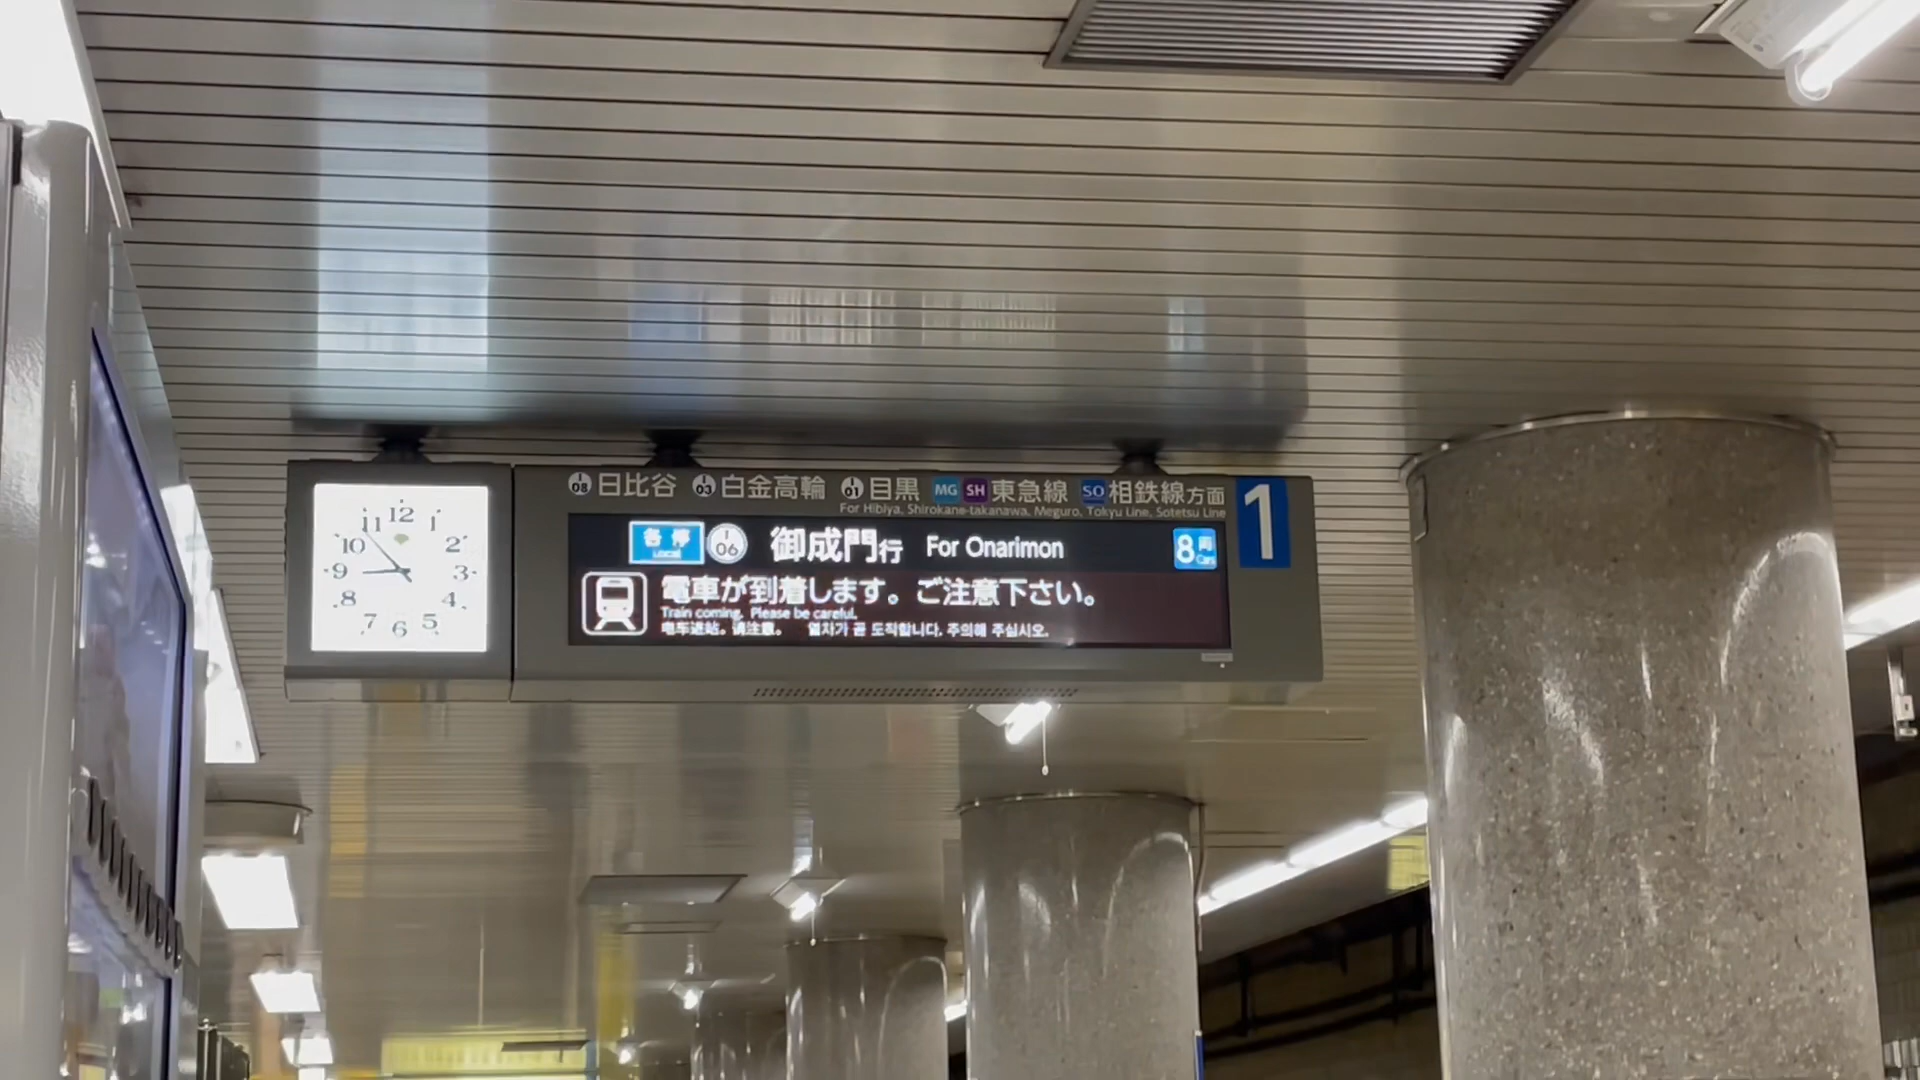 I 08 日比谷 I 03 白金高輪 I 01 目黒 MG SH 東急線 SO 相鉄線方面
For Hibiya, Shirokane-takanawa, Meguro, Tokyu Line, Sotetsu Line
1
各停 Local I 06 御成門行 For Onarimon 8両 Cars
電車が到着します。ご注意下さい。
Train coming. Please be careful.
电车进站。请注意。 열차가 곧 도착합니다. 주의해 주십시오.
12
11 1
10 2
9 3
8 4
7 5
6